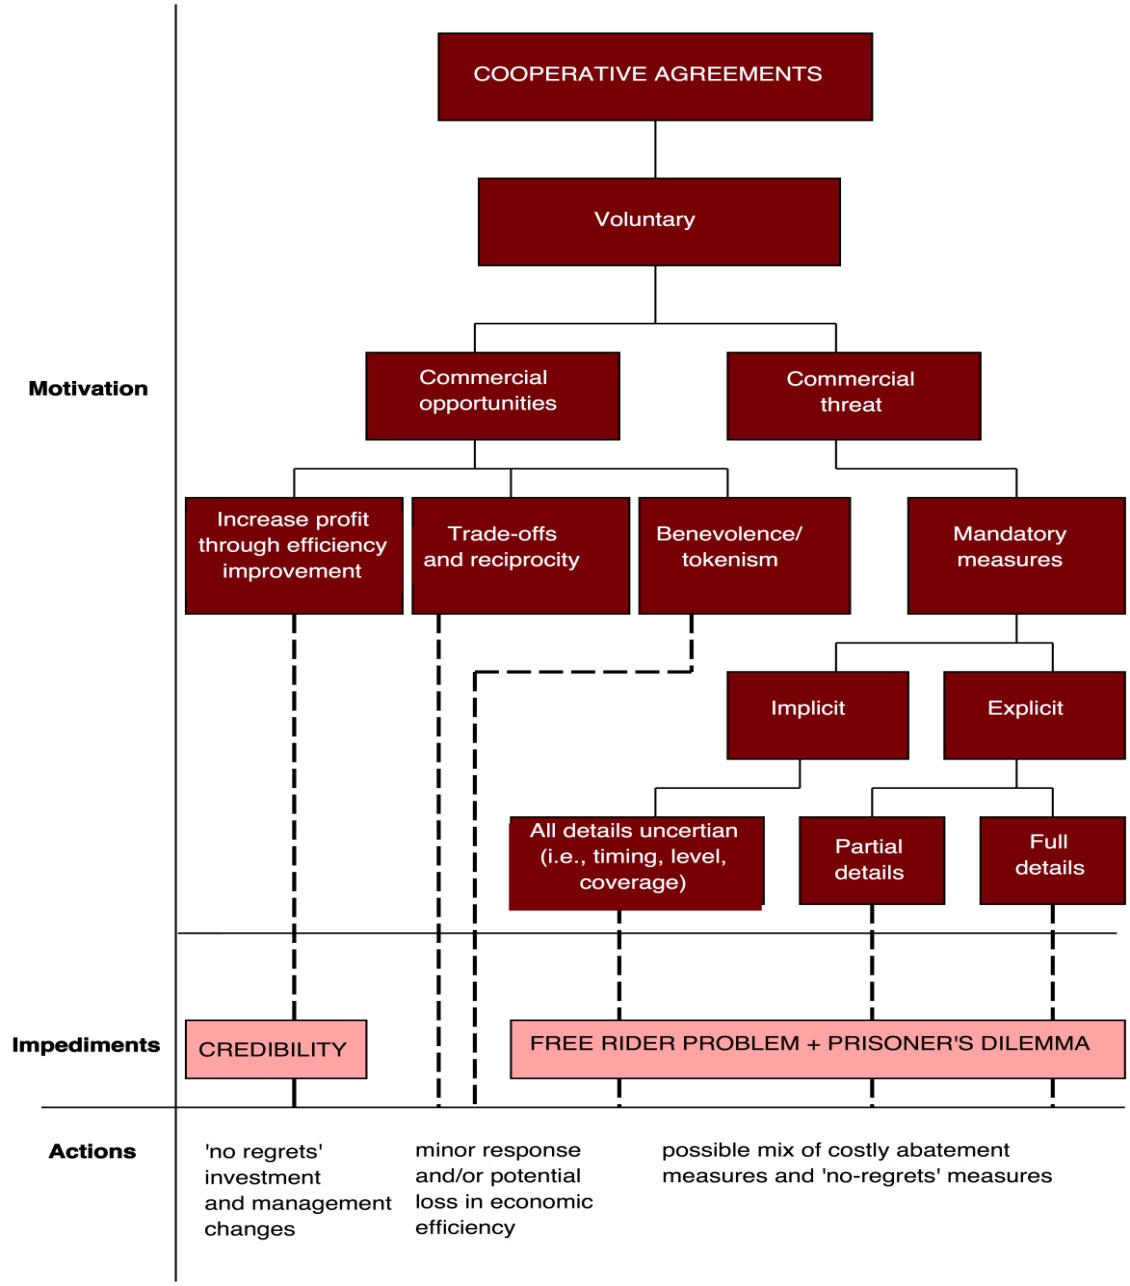 COOPERATIVE AGREEMENTS
Voluntary
Motivation
Commercial
opportunities
Commercial
threat
Increase profit
through efficiency
improvement
Trade-offs
and reciprocity
Benevolence/
tokenism
Mandatory
measures
Implicit
Explicit
All details uncertian
(i.e., timing, level,
coverage)
Partial
details
Full
details
Impediments
CREDIBILITY
FREE RIDER PROBLEM + PRISONER'S DILEMMA
Actions
'no regrets'
investment
and management
changes
minor response
and/or potential
loss in economic
efficiency
possible mix of costly abatement
measures and 'no-regrets' measures